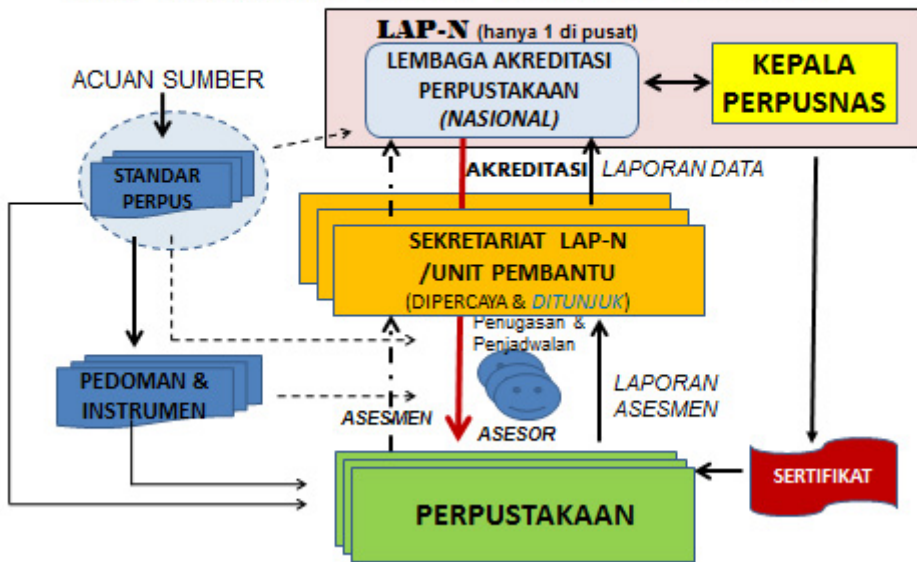 LAP-N (hanya 1 di pusat)
LEMBAGA AKREDITASI
PERPUSTAKAAN
(NASIONAL)
KEPALA
PERPUSNAS
ACUAN SUMBER
STANDAR
PERPUS
AKREDITASI
LAPORAN DATA
SEKRETARIAT LAP-N
/UNIT PEMBANTU
(DIPERCAYA & DITUNJUK)
Penugasan &
Penjadwalan
PEDOMAN &
INSTRUMEN
ASESMEN
ASESOR
LAPORAN
ASESMEN
SERTIFIKAT
PERPUSTAKAAN